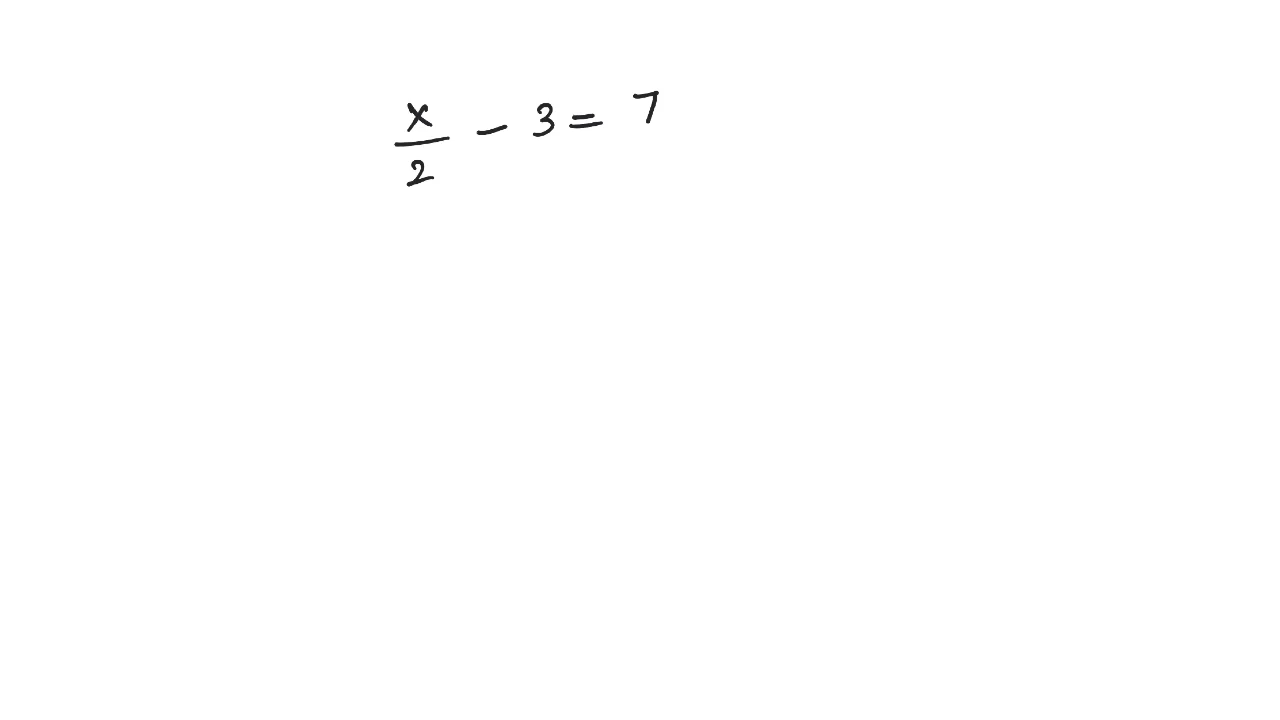 x/2 - 3 = 7